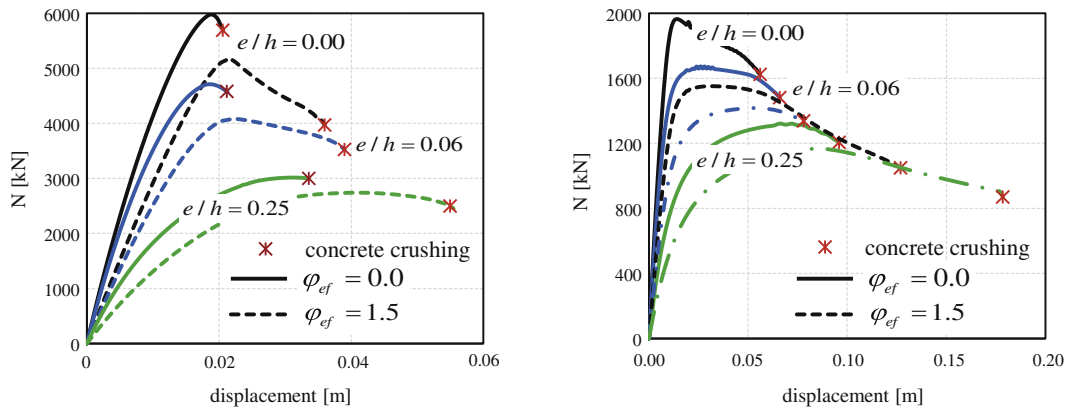 6000
5000
4000
3000
2000
1000
0
N [kN]
0
0.02
0.04
0.06
displacement [m]
e / h = 0.00
e / h = 0.06
e / h = 0.25
concrete crushing
φef = 0.0
φef = 1.5
2000
1600
1200
800
400
0
N [kN]
0.00
0.05
0.10
0.15
0.20
displacement [m]
e / h = 0.00
e / h = 0.06
e / h = 0.25
concrete crushing
φef = 0.0
φef = 1.5